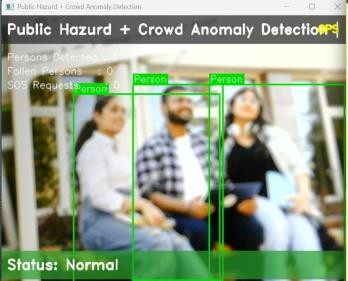 Public Hazurd + Crowd Anomaly Detection
Public Hazurd + Crowd Anomaly Detection
Persons Detected :3
Fallen Persons : 0
SOS Requests : 0
Person
Person
Person
Status: Normal